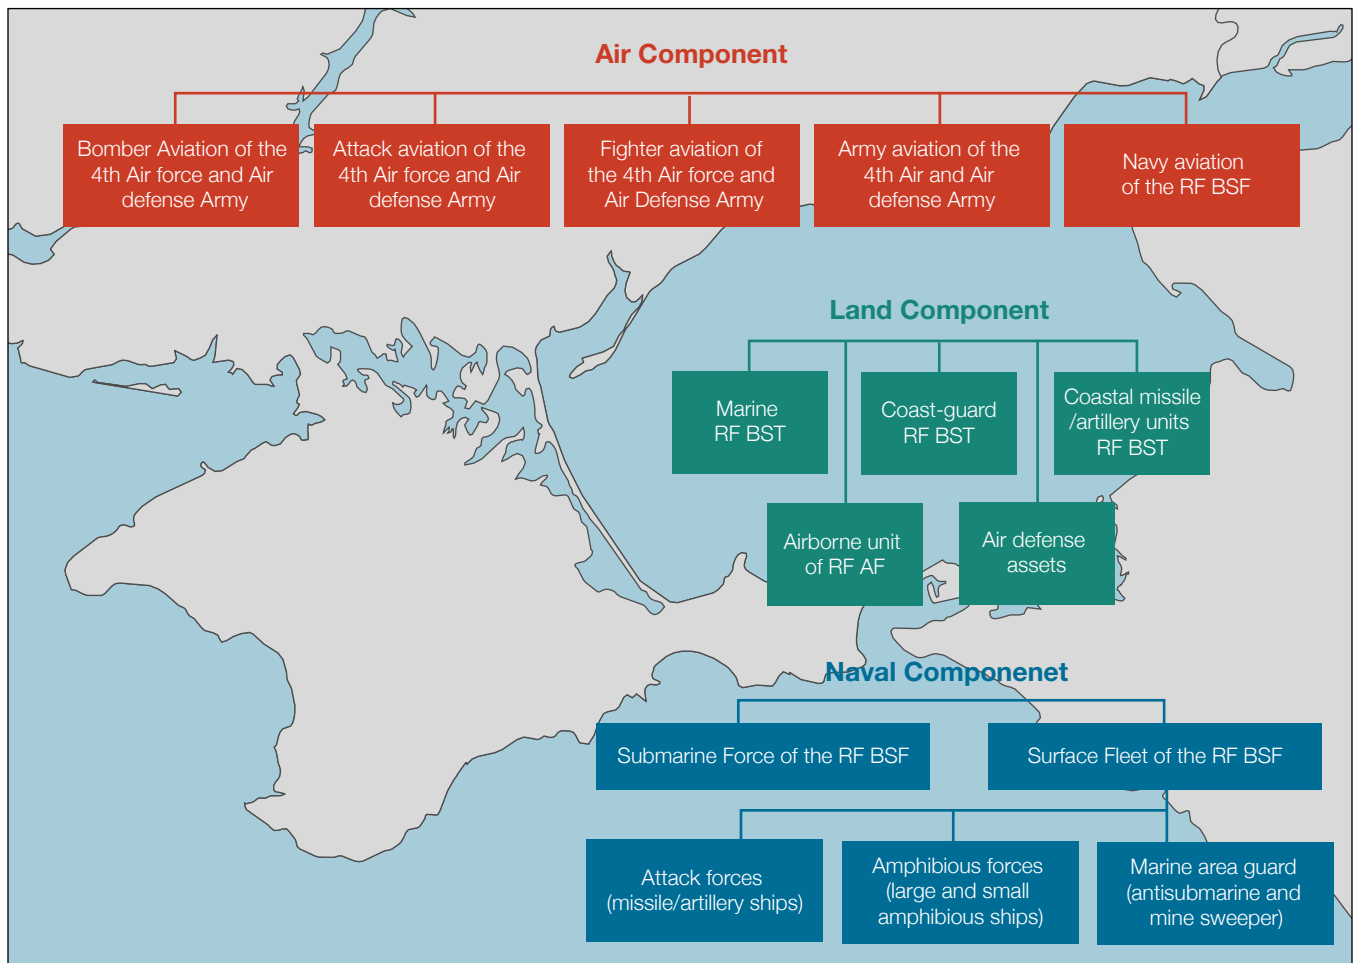 Air Component
Bomber Aviation of the
4th Air force and Air
defense Army
Attack aviation of the
4th Air force and Air
defense Army
Fighter aviation of
the 4th Air force and
Air Defense Army
Army aviation of the
4th Air and Air
defense Army
Navy aviation
of the RF BSF
Land Component
Marine
RF BST
Coast-guard
RF BST
Coastal missile
/artillery units
RF BST
Airborne unit
of RF AF
Air defense
assets
Naval Componenet
Submarine Force of the RF BSF
Surface Fleet of the RF BSF
Attack forces
(missile/artillery ships)
Amphibious forces
(large and small
amphibious ships)
Marine area guard
(antisubmarine and
mine sweeper)